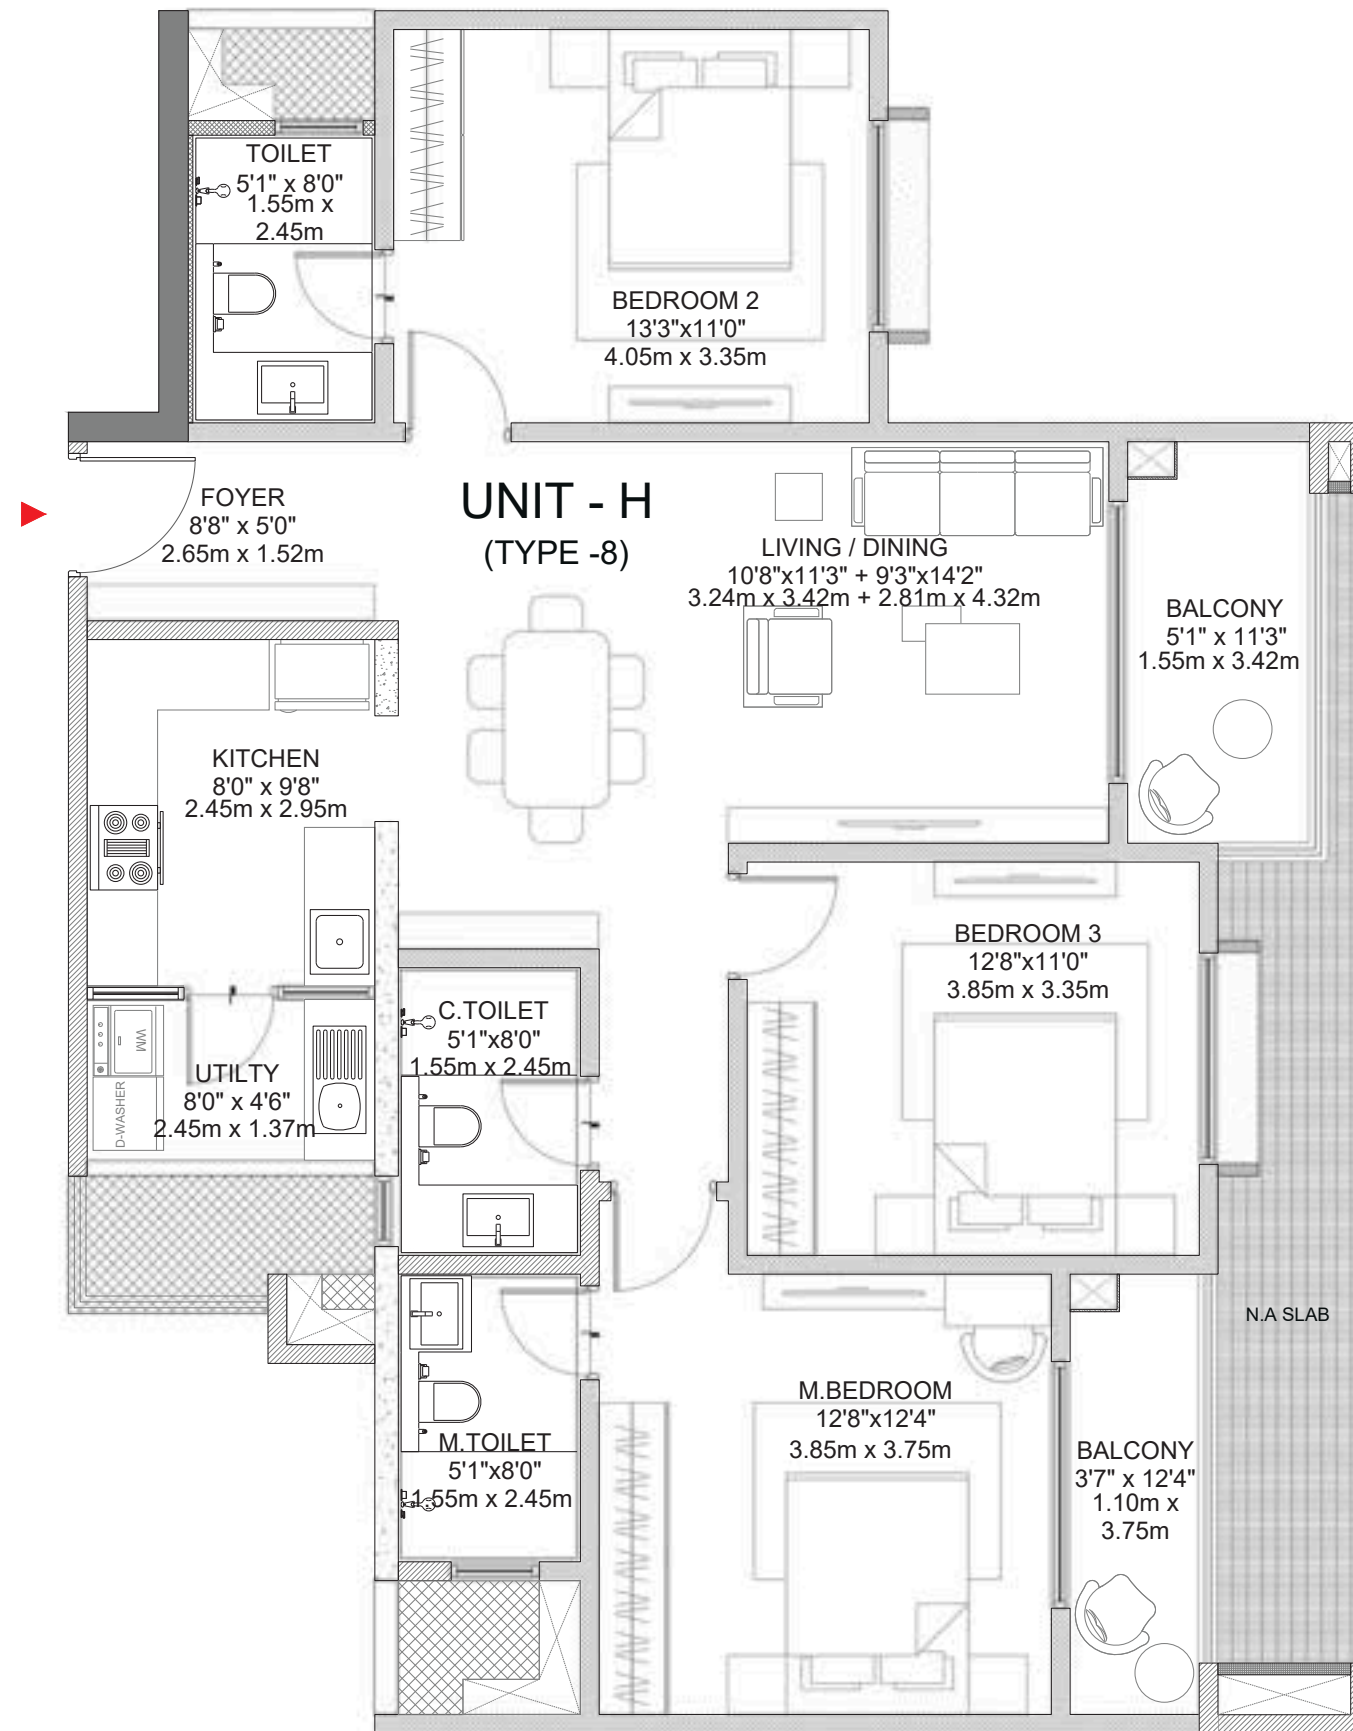 TOILET
5'1" x 8'0"
1.55m x
2.45m
BEDROOM 2
13'3"x11'0"
4.05m x 3.35m
FOYER
8'8" x 5'0"
2.65m x 1.52m
UNIT - H
(TYPE -8)
LIVING / DINING
10'8"x11'3" + 9'3"x14'2"
3.24m x 3.42m + 2.81m x 4.32m
BALCONY
5'1" x 11'3"
1.55m x 3.42m
KITCHEN
8'0" x 9'8"
2.45m x 2.95m
BEDROOM 3
12'8"x11'0"
3.85m x 3.35m
C.TOILET
5'1"x8'0"
1.55m x 2.45m
WM
UTILTY
8'0" x 4'6"
2.45m x 1.37m
D-WASHER
N.A SLAB
M.BEDROOM
12'8"x12'4"
3.85m x 3.75m
M.TOILET
5'1"x8'0"
1.55m x 2.45m
BALCONY
3'7" x 12'4"
1.10m x
3.75m